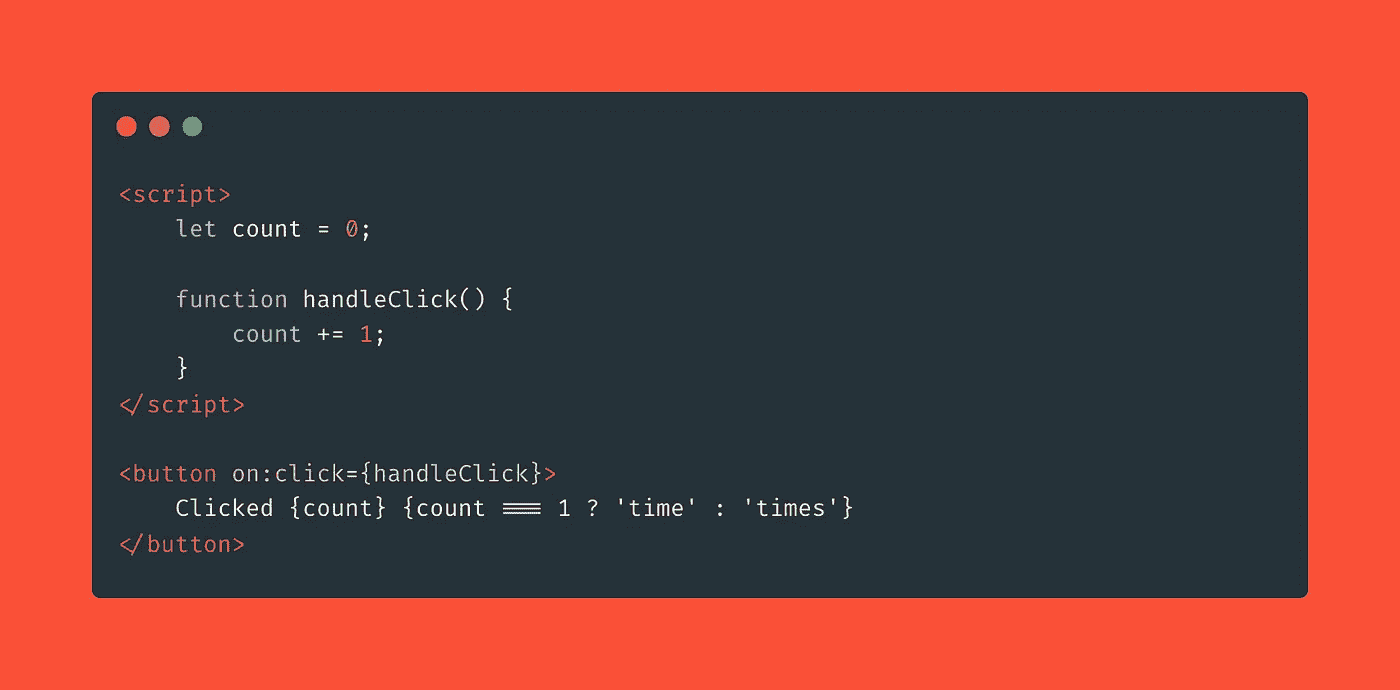 <script>
    let count = 0;

    function handleClick() {
        count += 1;
    }
</script>

<button on:click={handleClick}>
    Clicked {count} {count === 1 ? 'time' : 'times'}
</button>